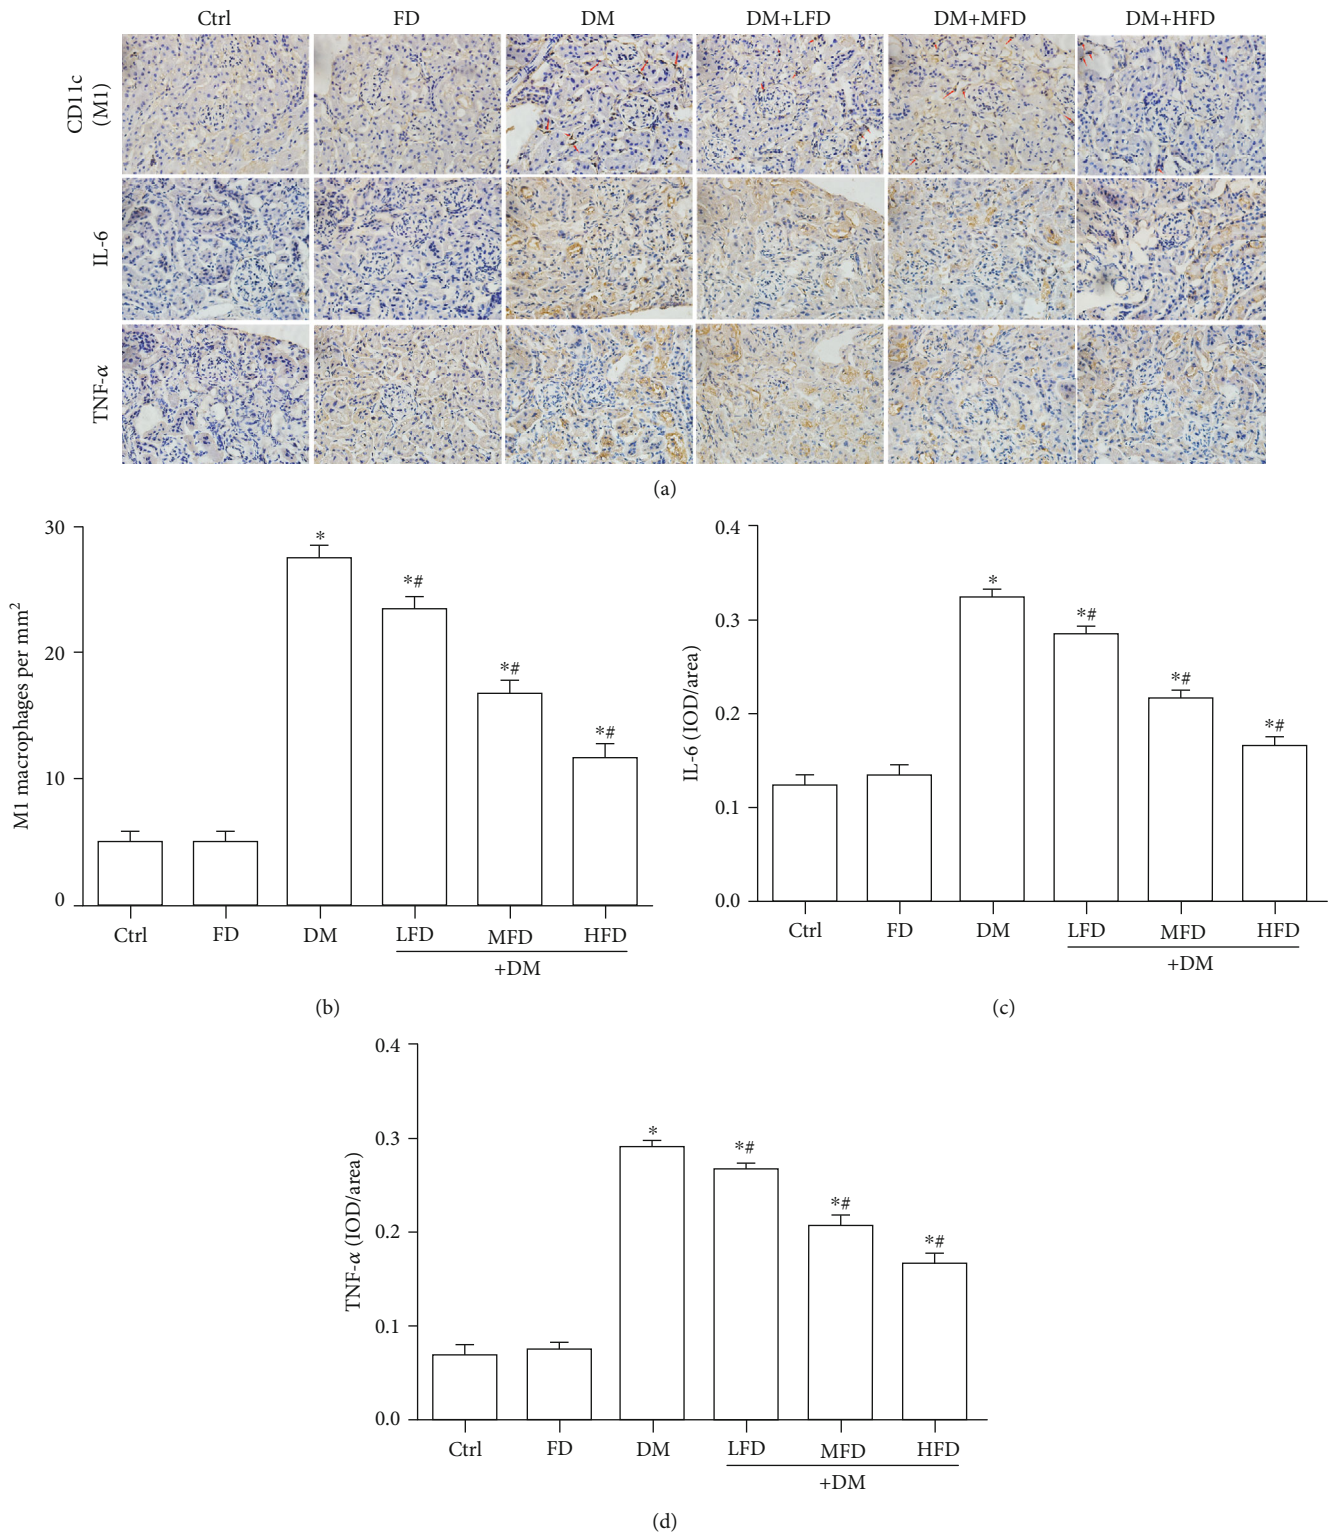 Ctrl FD DM DM+LFD DM+MFD DM+HFD
CD11c
(M1)
IL-6
TNF-α
(a)
30
20
10
0
M1 macrophages per mm²
*
*#
*#
*#
Ctrl FD DM LFD MFD HFD
+DM
(b)
0.4
0.3
0.2
0.1
0.0
IL-6 (IOD/area)
*
*#
*#
*#
Ctrl FD DM LFD MFD HFD
+DM
(c)
0.4
0.3
0.2
0.1
0.0
TNF-α (IOD/area)
*
*#
*#
*#
Ctrl FD DM LFD MFD HFD
+DM
(d)